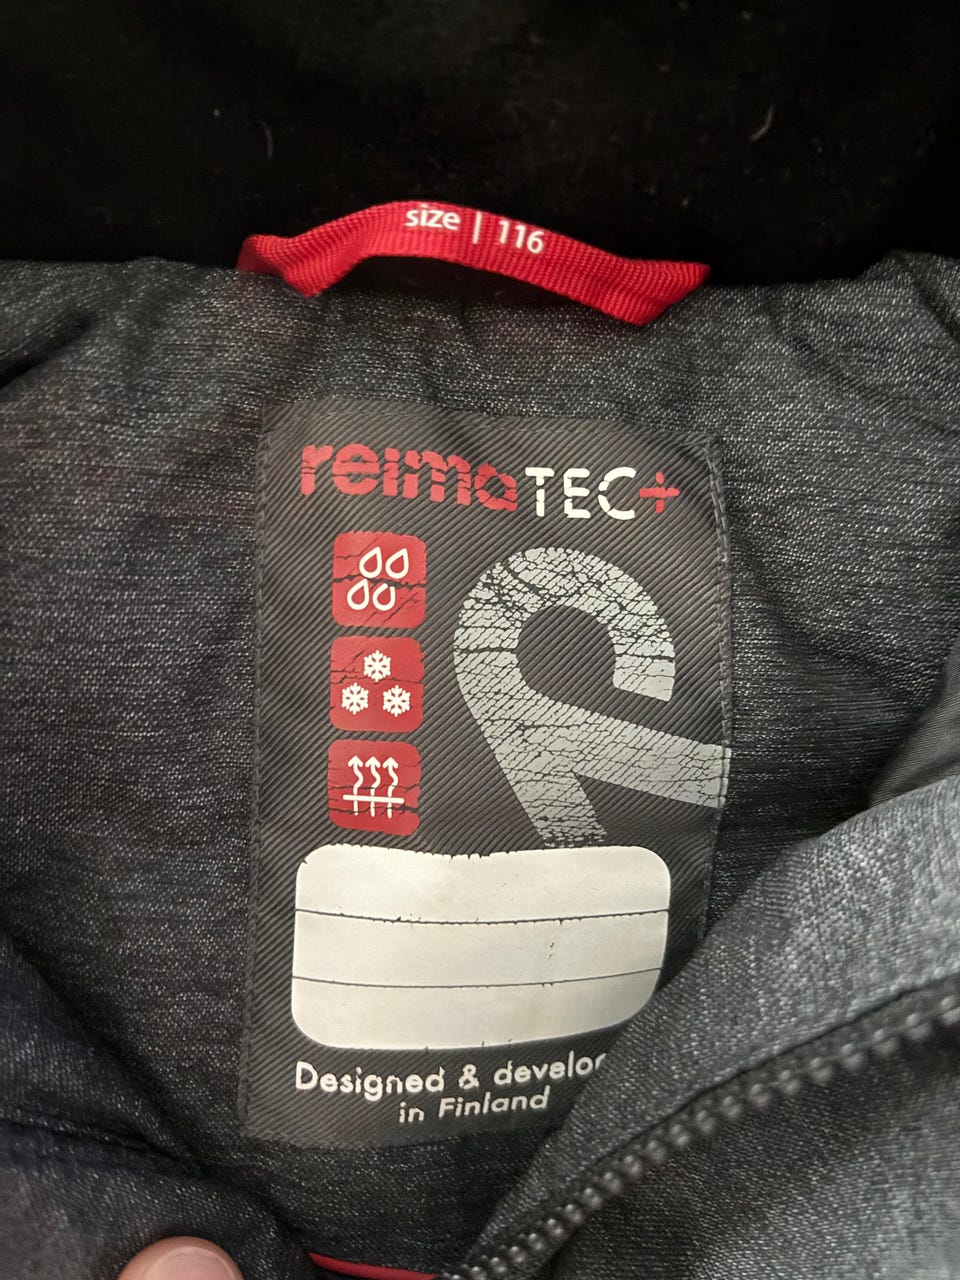 size | 116
reimaTEC+
Designed & develo
in Finland